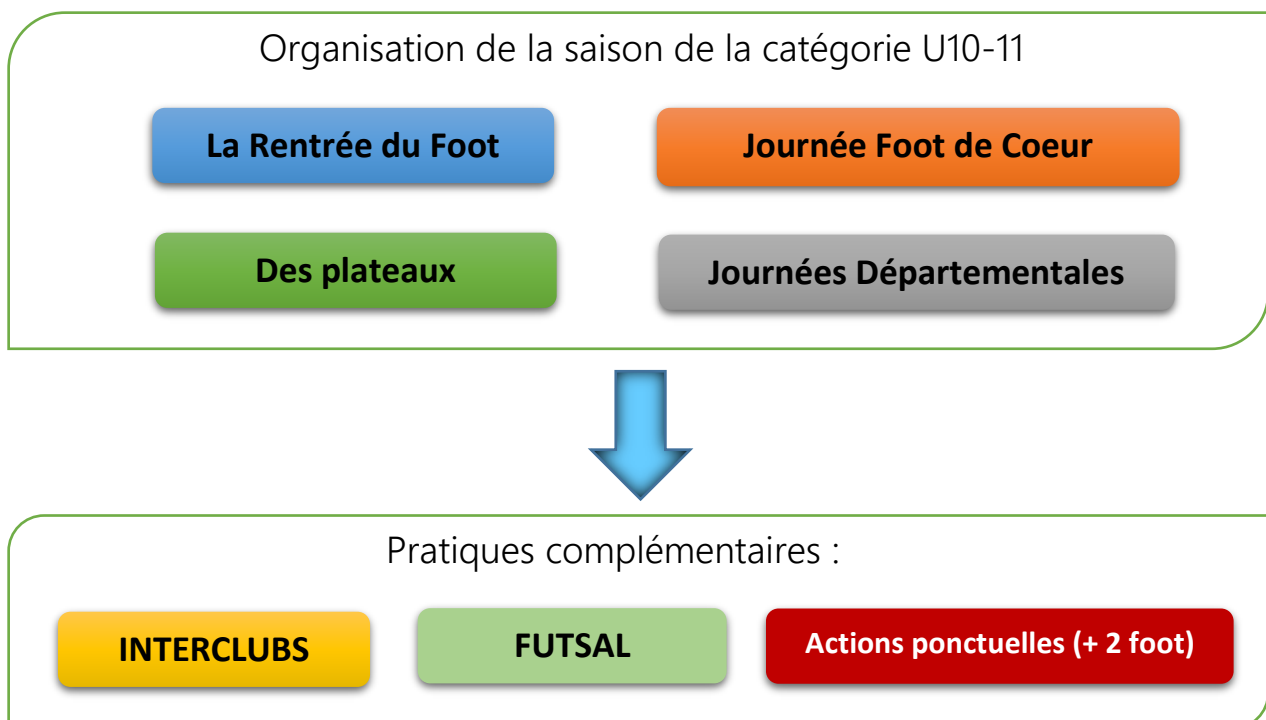 Organisation de la saison de la catégorie U10-11
La Rentrée du Foot
Journée Foot de Coeur
Des plateaux
Journées Départementales
Pratiques complémentaires :
INTERCLUBS
FUTSAL
Actions ponctuelles (+ 2 foot)